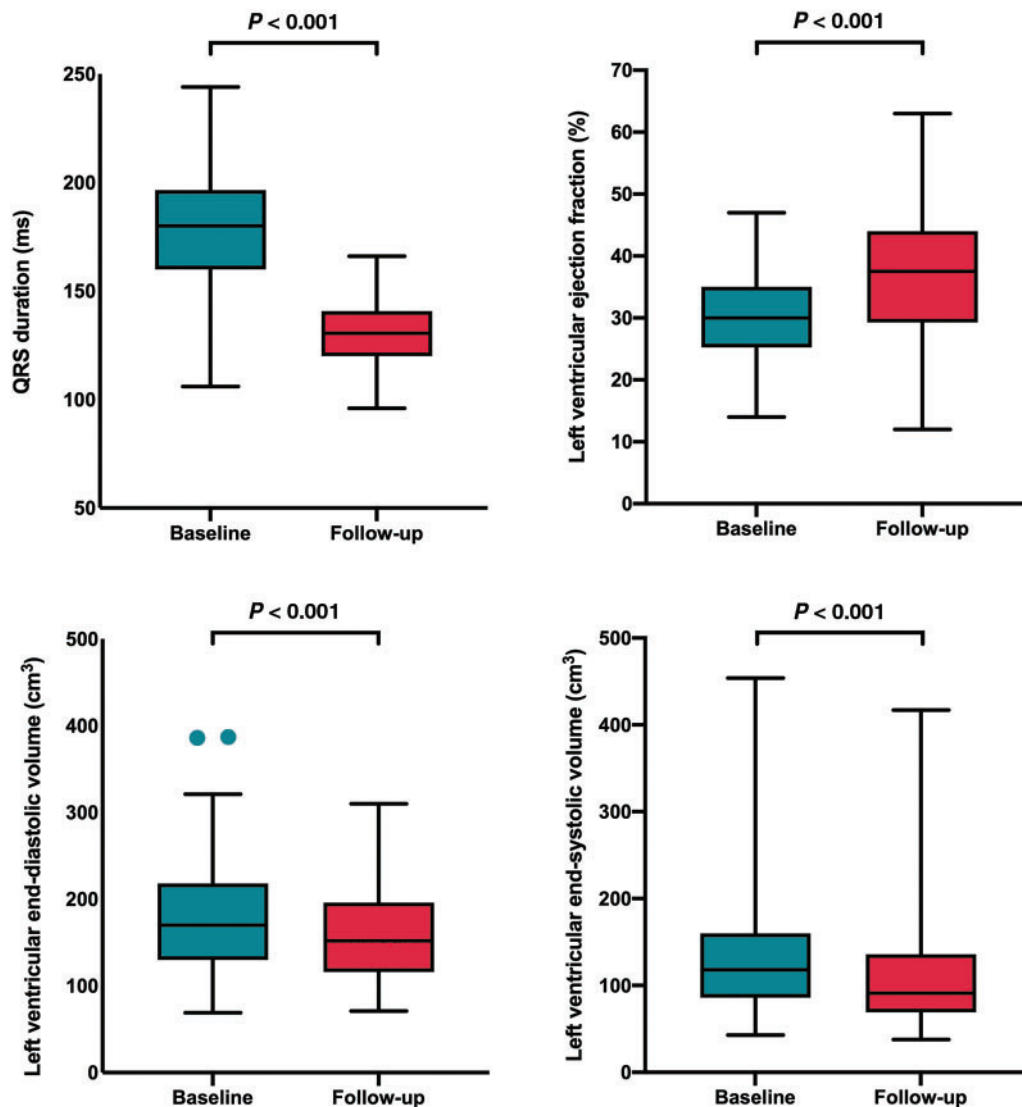 P < 0.001
QRS duration (ms)
250
200
150
100
50
Baseline Follow-up
P < 0.001
Left ventricular ejection fraction (%)
70
60
50
40
30
20
10
0
Baseline Follow-up
P < 0.001
Left ventricular end-diastolic volume (cm³)
500
400
300
200
100
0
Baseline Follow-up
P < 0.001
Left ventricular end-systolic volume (cm³)
500
400
300
200
100
0
Baseline Follow-up